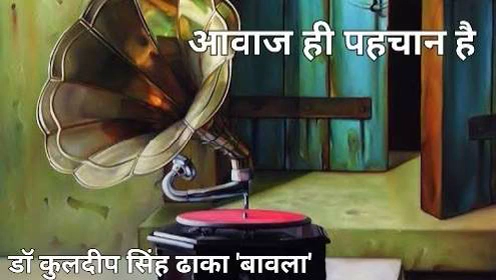 आवाज ही पहचान है
डॉ कुलदीप सिंह ढाका 'बावला'